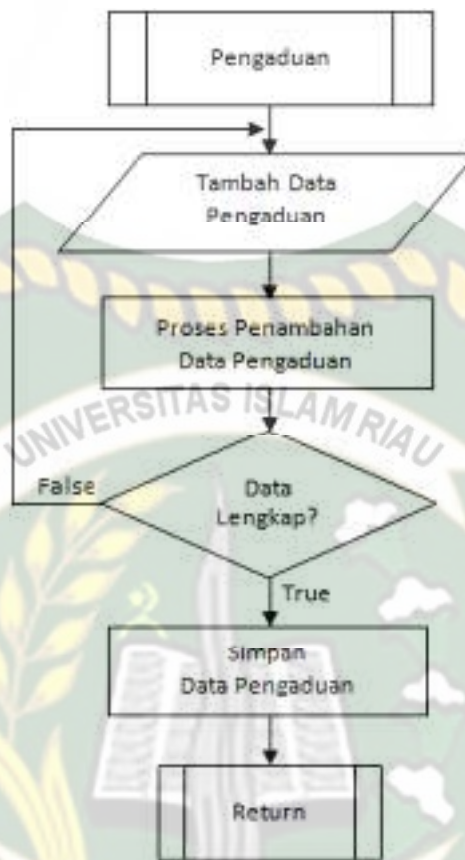 Pengaduan
Tambah Data
Pengaduan
Proses Penambahan
Data Pengaduan
UNIVERSITAS ISLAM RIAU
False
Data
Lengkap?
True
Simpan
Data Pengaduan
Return